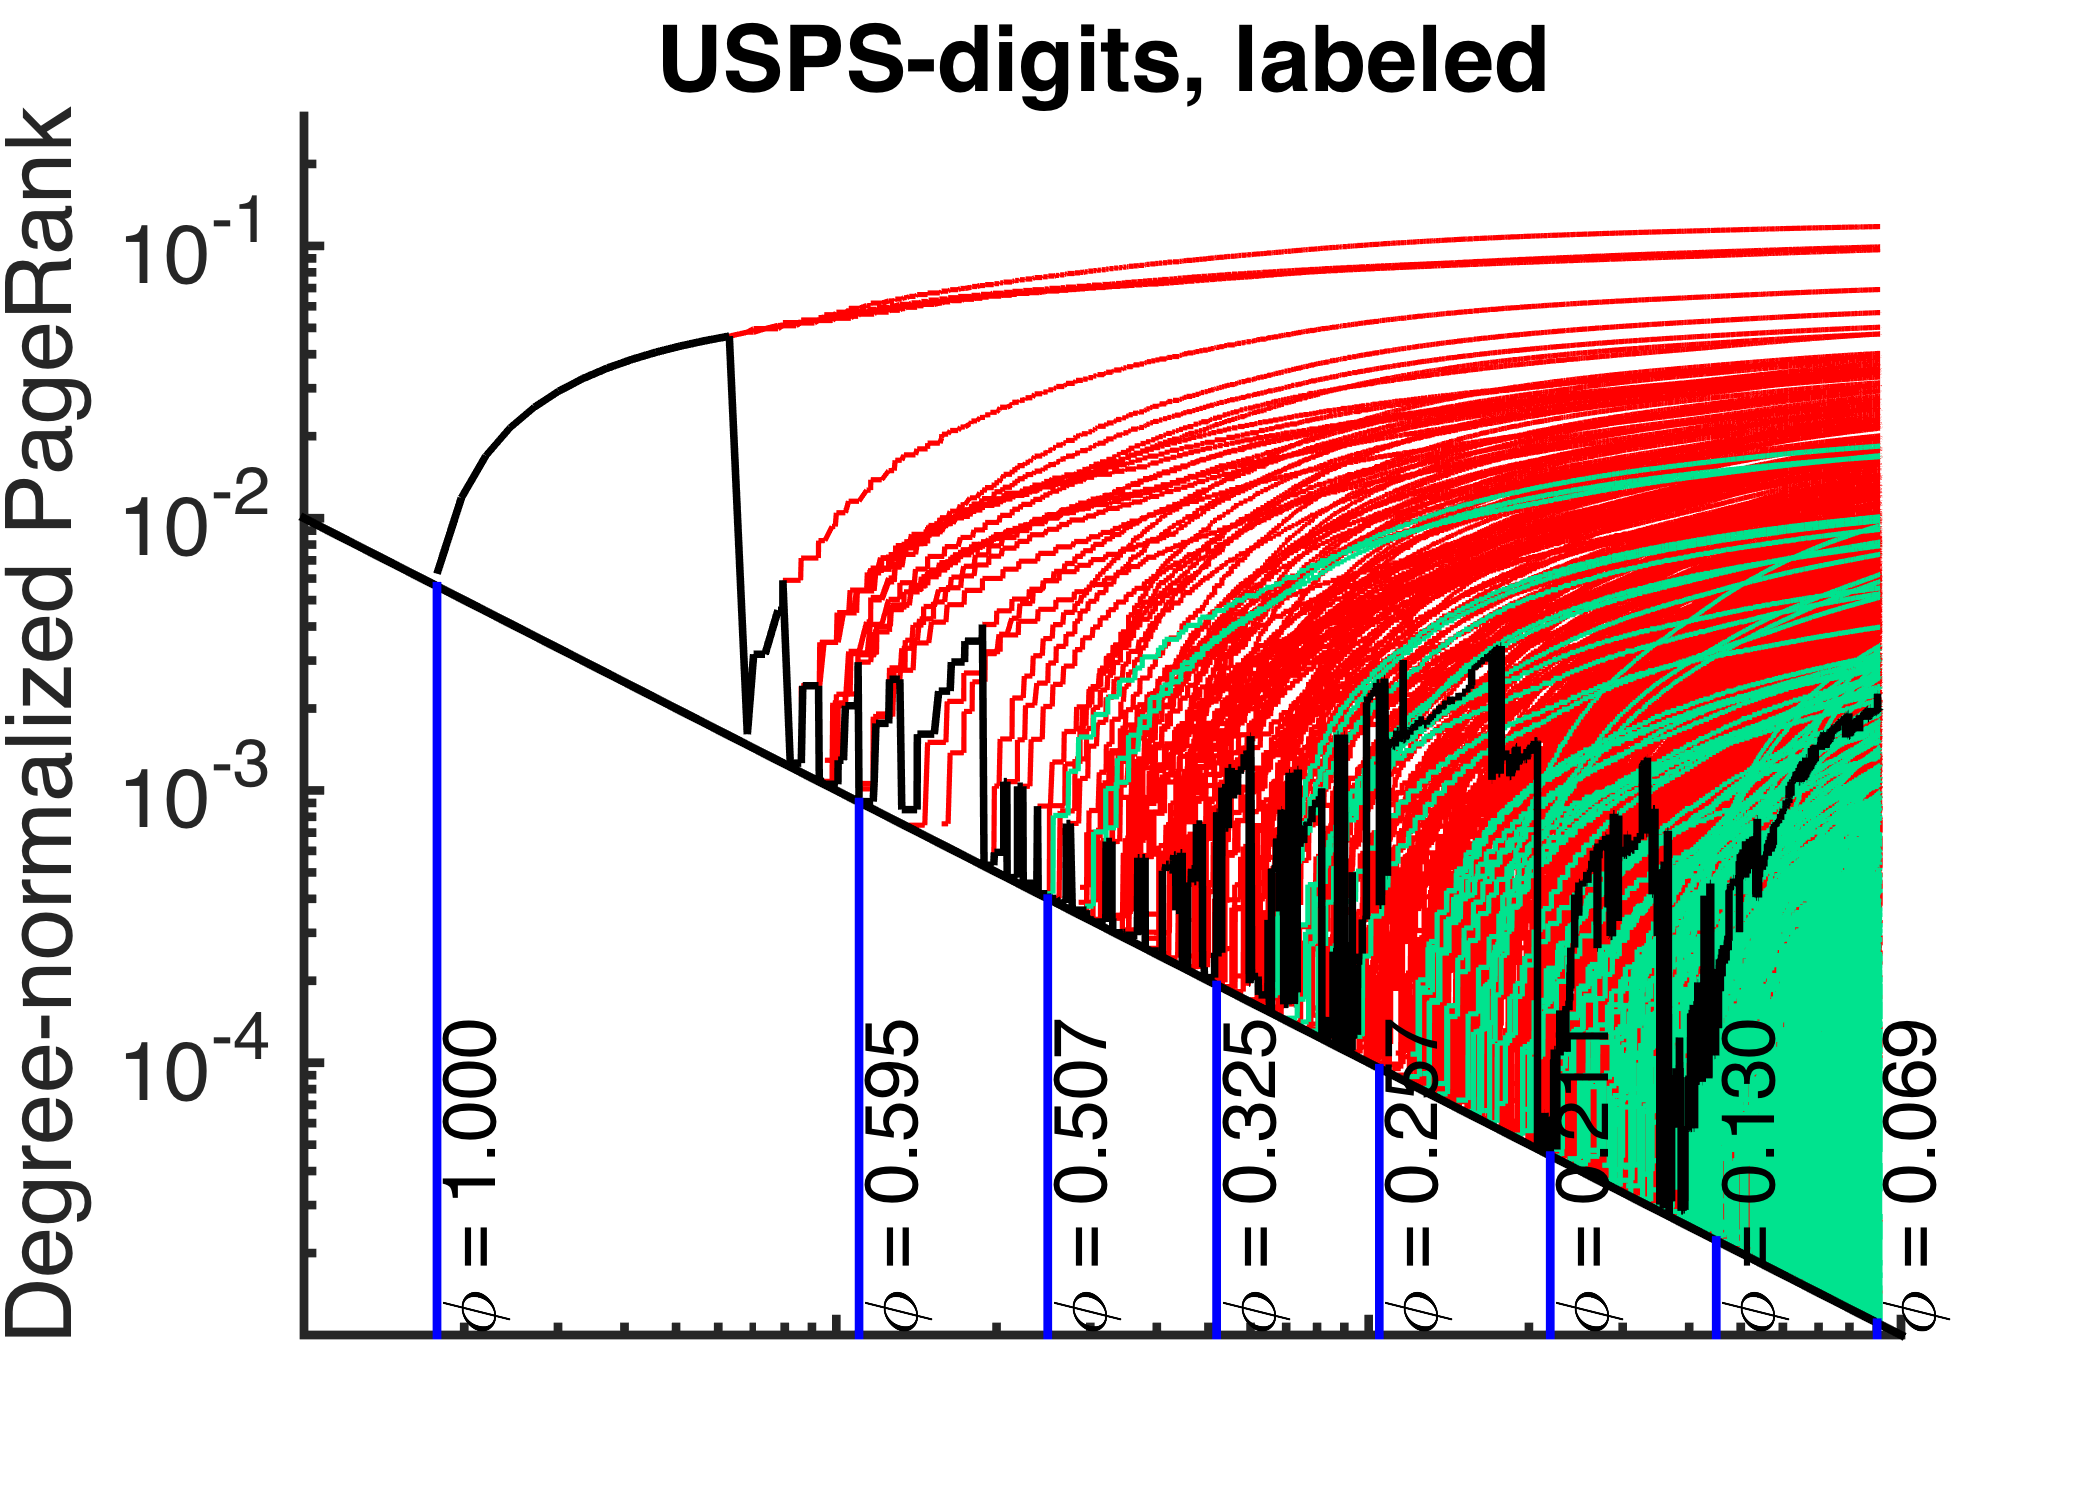 USPS-digits, labeled
Degree-normalized PageRank
10^-1
10^-2
10^-3
10^-4
ϕ = 1.000
ϕ = 0.595
ϕ = 0.507
ϕ = 0.325
ϕ = 0.257
ϕ = 0.211
ϕ = 0.130
ϕ = 0.069